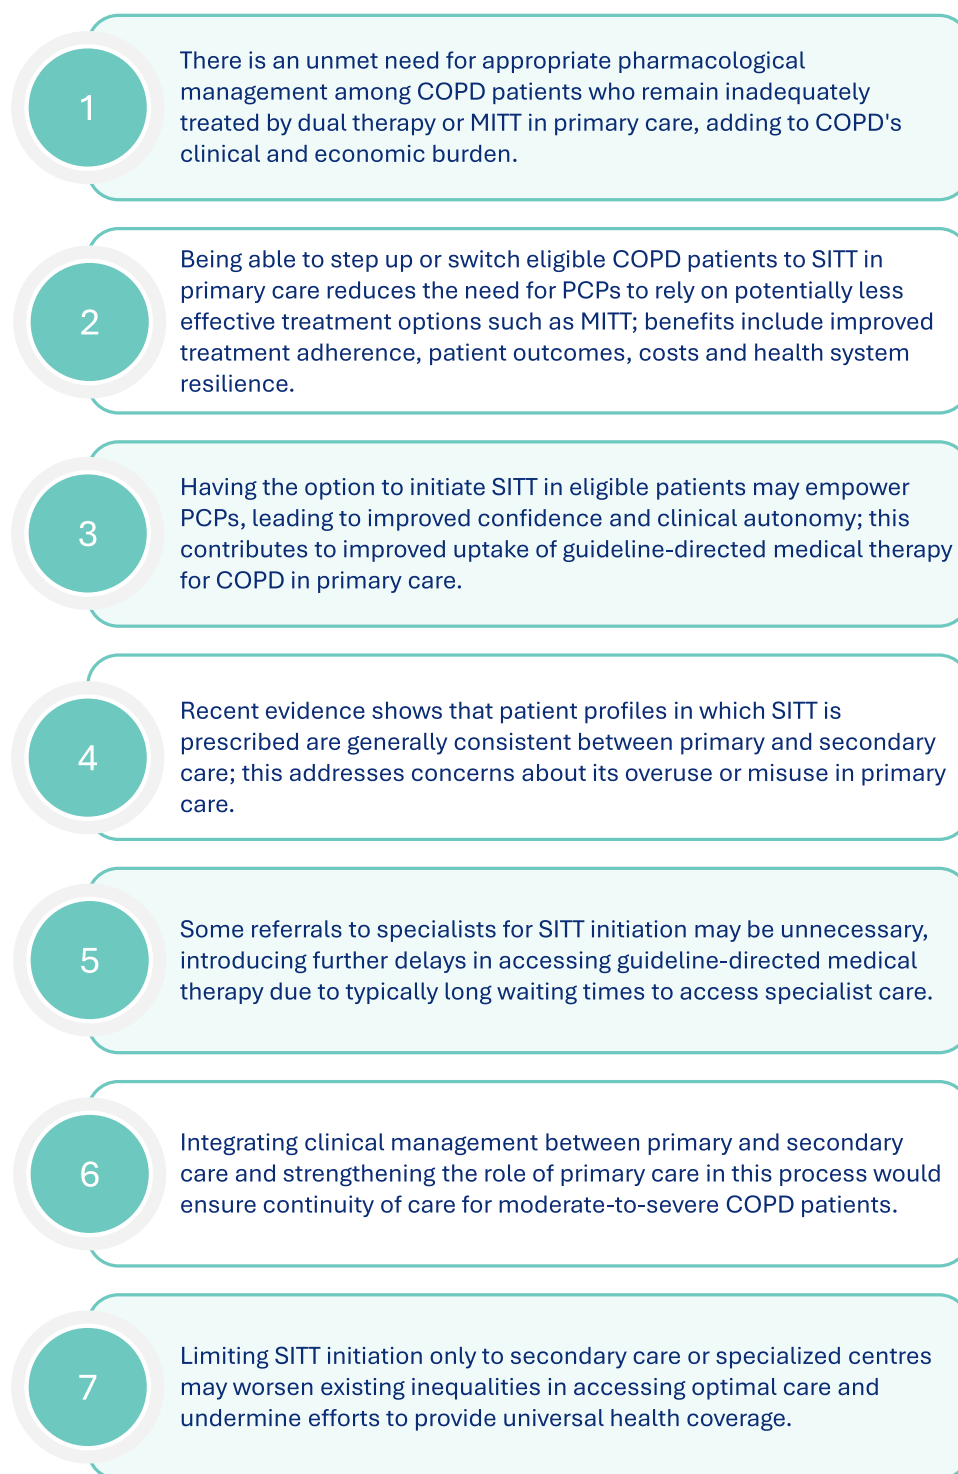 1
There is an unmet need for appropriate pharmacological
management among COPD patients who remain inadequately
treated by dual therapy or MITT in primary care, adding to COPD's
clinical and economic burden.
2
Being able to step up or switch eligible COPD patients to SITT in
primary care reduces the need for PCPs to rely on potentially less
effective treatment options such as MITT; benefits include improved
treatment adherence, patient outcomes, costs and health system
resilience.
3
Having the option to initiate SITT in eligible patients may empower
PCPs, leading to improved confidence and clinical autonomy; this
contributes to improved uptake of guideline-directed medical therapy
for COPD in primary care.
4
Recent evidence shows that patient profiles in which SITT is
prescribed are generally consistent between primary and secondary
care; this addresses concerns about its overuse or misuse in primary
care.
5
Some referrals to specialists for SITT initiation may be unnecessary,
introducing further delays in accessing guideline-directed medical
therapy due to typically long waiting times to access specialist care.
6
Integrating clinical management between primary and secondary
care and strengthening the role of primary care in this process would
ensure continuity of care for moderate-to-severe COPD patients.
7
Limiting SITT initiation only to secondary care or specialized centres
may worsen existing inequalities in accessing optimal care and
undermine efforts to provide universal health coverage.